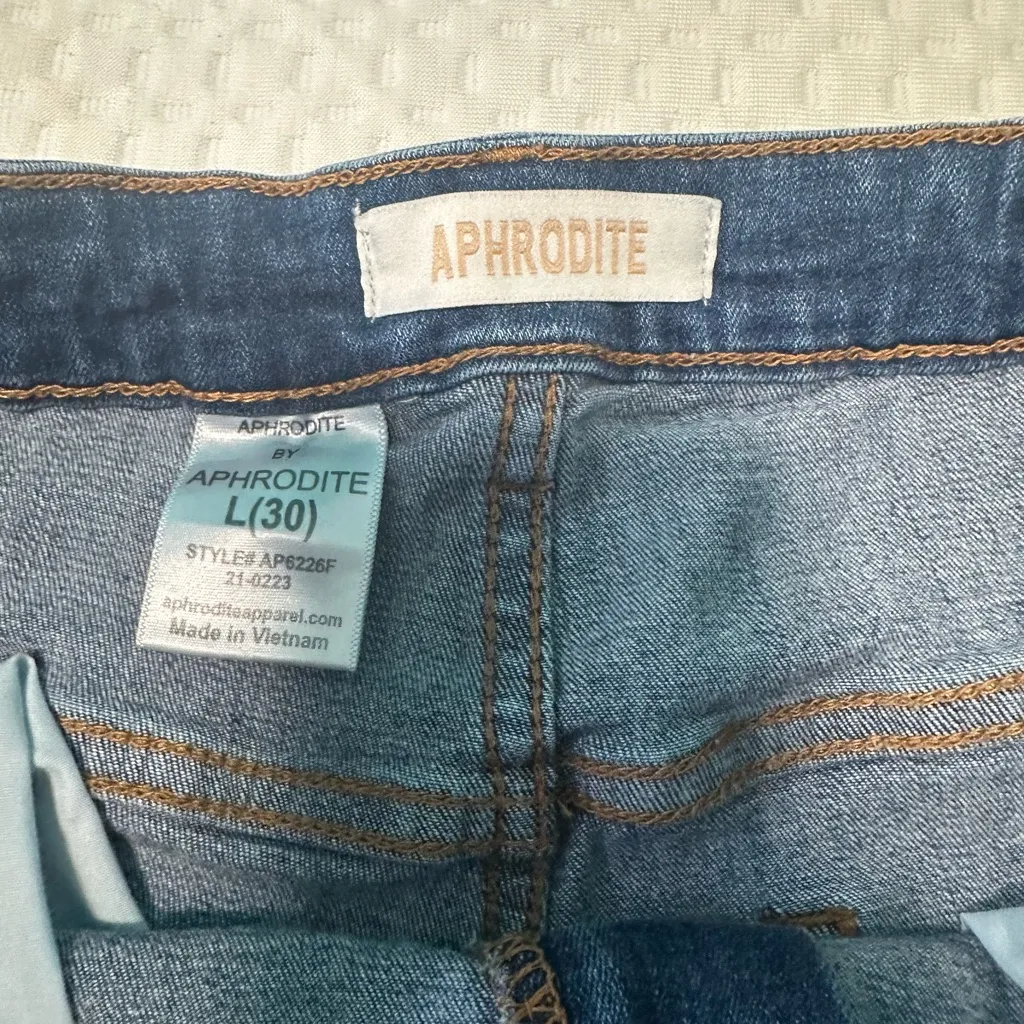 APHRODITE
APHRODITE
BY
APHRODITE
L(30)
STYLE# AP6226F
21-0223
aphroditeapparel.com
Made in Vietnam